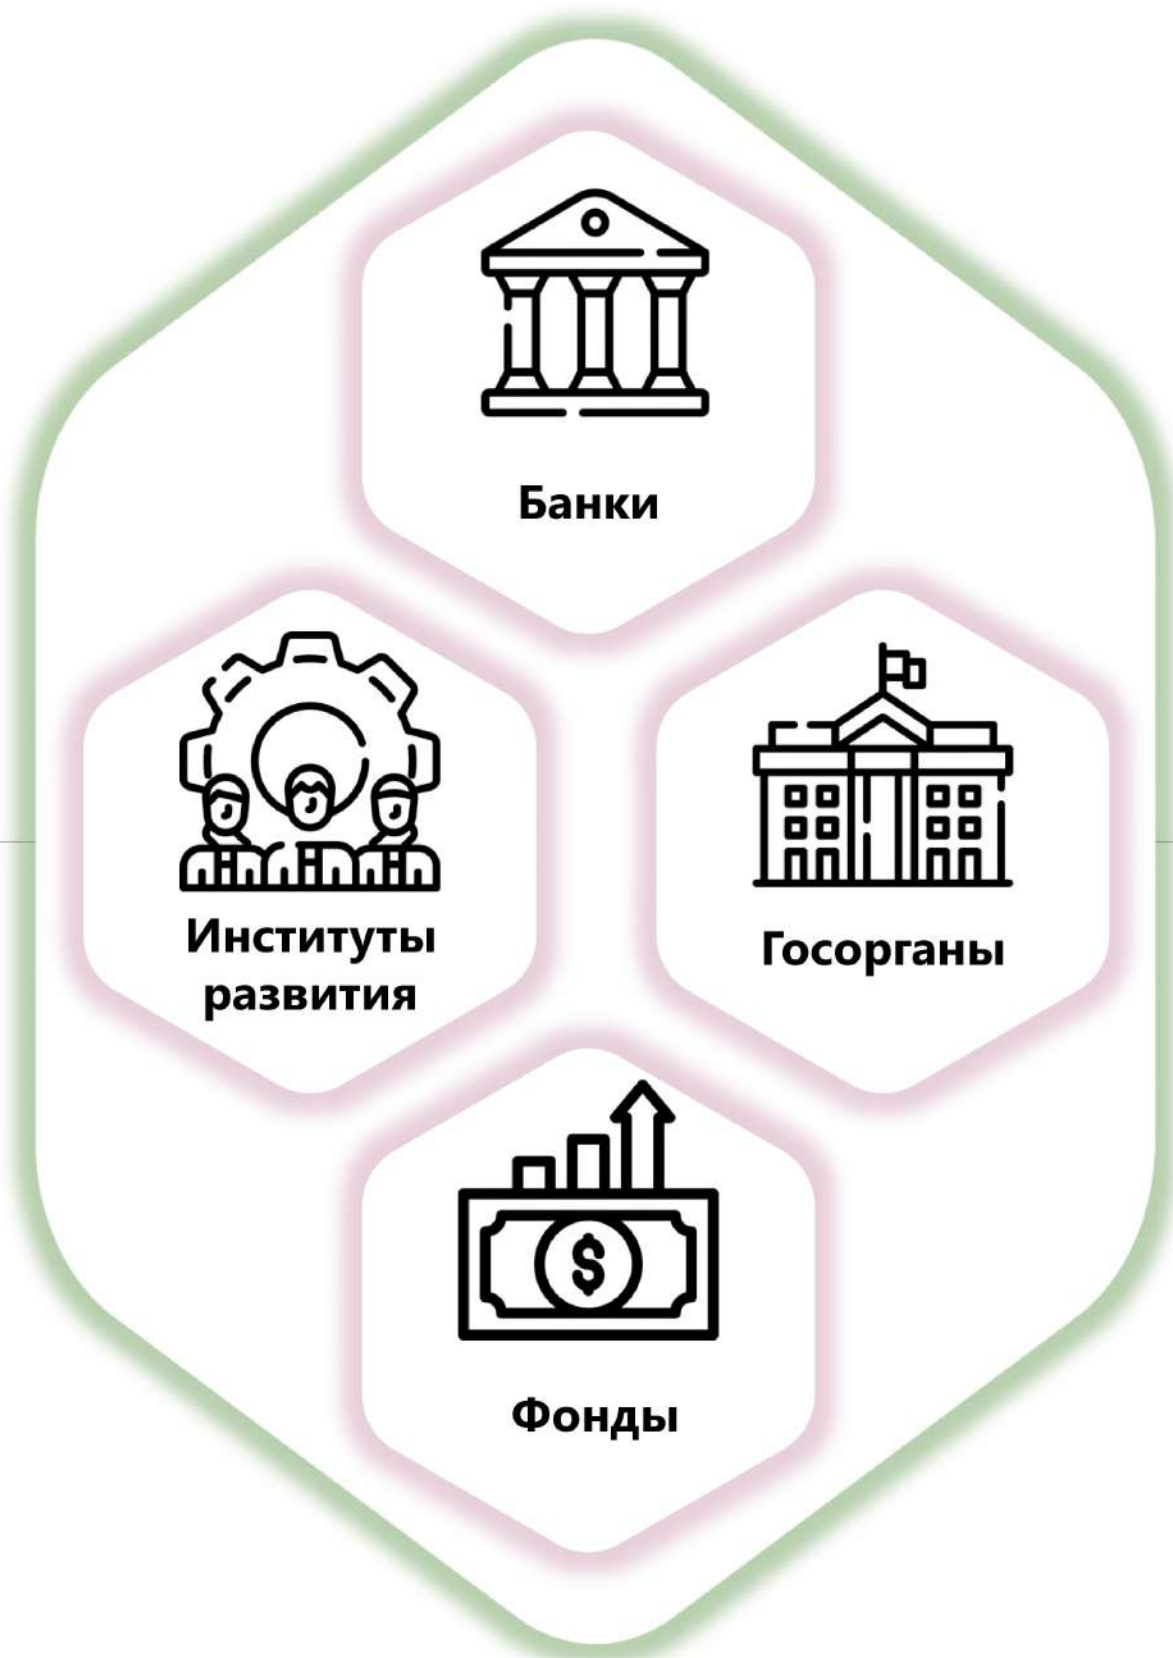 Банки
Институты
развития
Госорганы
Фонды
$